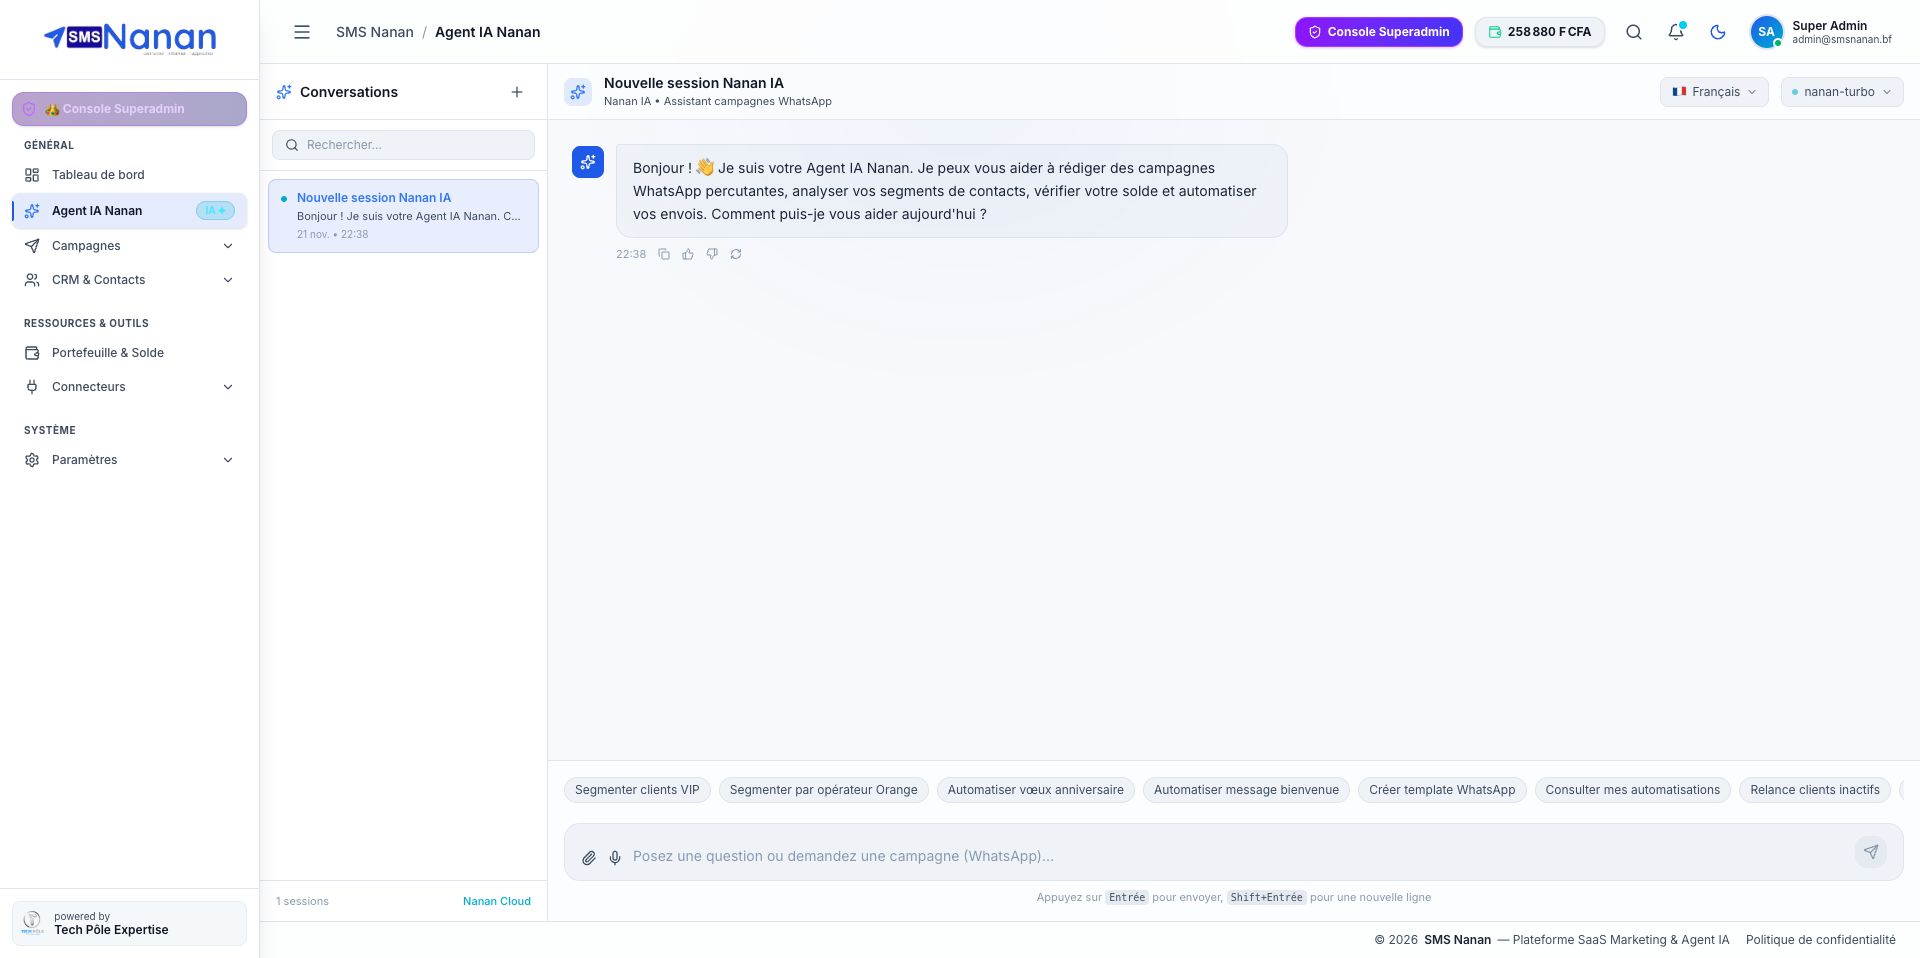 SMS Nanan
Console Superadmin
GÉNÉRAL
Tableau de bord
Agent IA Nanan
IA
Campagnes
CRM & Contacts
RESSOURCES & OUTILS
Portefeuille & Solde
Connecteurs
SYSTÈME
Paramètres
powered by
Tech Pôle Expertise
SMS Nanan / Agent IA Nanan
Console Superadmin
258 880 F CFA
SA
Super Admin
admin@smsnanan.bf
Conversations
Rechercher...
Nouvelle session Nanan IA
Bonjour ! Je suis votre Agent IA Nanan. C...
21 nov. • 22:38
1 sessions
Nanan Cloud
Nouvelle session Nanan IA
Nanan IA • Assistant campagnes WhatsApp
Français
nanan-turbo
Bonjour ! 👋 Je suis votre Agent IA Nanan. Je peux vous aider à rédiger des campagnes
WhatsApp percutantes, analyser vos segments de contacts, vérifier votre solde et automatiser
vos envois. Comment puis-je vous aider aujourd'hui ?
22:38
Segmenter clients VIP
Segmenter par opérateur Orange
Automatiser vœux anniversaire
Automatiser message bienvenue
Créer template WhatsApp
Consulter mes automatisations
Relance clients inactifs
Posez une question ou demandez une campagne (WhatsApp)...
Appuyez sur Entrée pour envoyer, Shift+Entrée pour une nouvelle ligne
© 2026 SMS Nanan — Plateforme SaaS Marketing & Agent IA
Politique de confidentialité